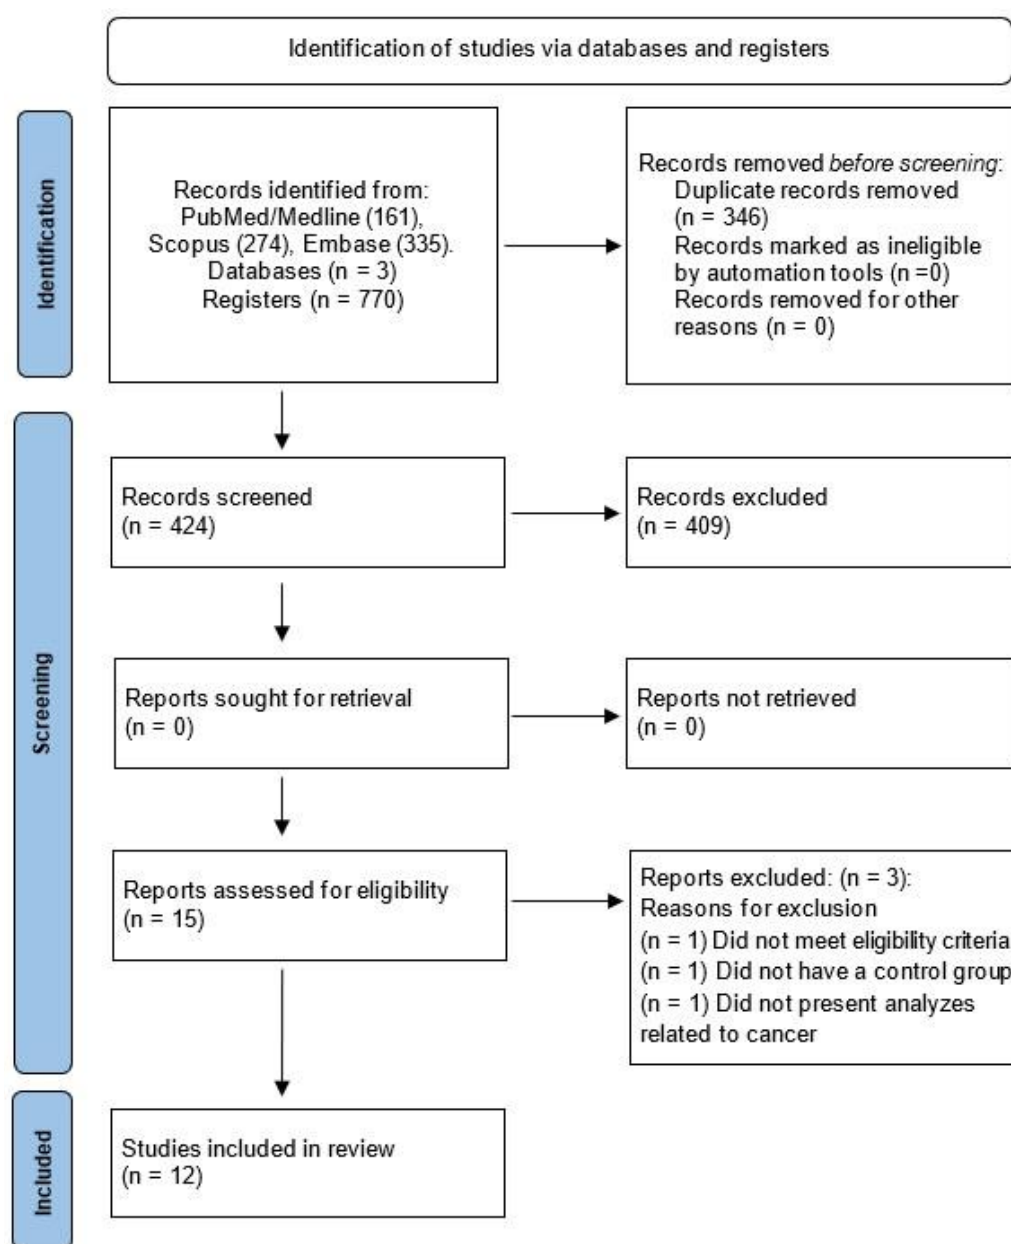 Identification of studies via databases and registers
Identification
Records identified from:
PubMed/Medline (161),
Scopus (274), Embase (335).
Databases (n = 3)
Registers (n = 770)
Records removed before screening:
Duplicate records removed
(n = 346)
Records marked as ineligible
by automation tools (n =0)
Records removed for other
reasons (n = 0)
Screening
Records screened
(n = 424)
Records excluded
(n = 409)
Reports sought for retrieval
(n = 0)
Reports not retrieved
(n = 0)
Reports assessed for eligibility
(n = 15)
Reports excluded: (n = 3):
Reasons for exclusion
(n = 1) Did not meet eligibility criteria
(n = 1) Did not have a control group
(n = 1) Did not present analyzes
related to cancer
Included
Studies included in review
(n = 12)